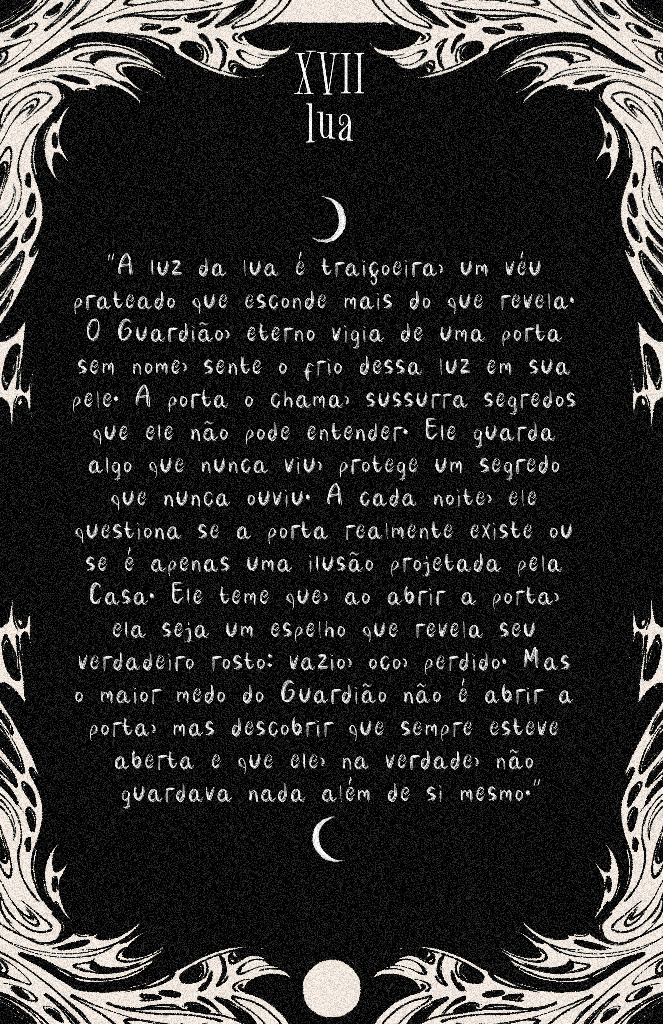 XVII
lua
"A luz da lua é traiçoeira, um véu
prateado que esconde mais do que revela.
O Guardião, eterno vigia de uma porta
sem nome, sente o frio dessa luz em sua
pele. A porta o chama, sussurra segredos
que ele não pode entender. Ele guarda
algo que nunca viu, protege um segredo
que nunca ouviu. A cada noite, ele
questiona se a porta realmente existe ou
se é apenas uma ilusão projetada pela
Casa. Ele teme que, ao abrir a porta,
ela seja um espelho que revela seu
verdadeiro rosto: vazio, oco, perdido. Mas
o maior medo do Guardião não é abrir a
porta, mas descobrir que sempre esteve
aberta e que ele, na verdade, não
guardava nada além de si mesmo."